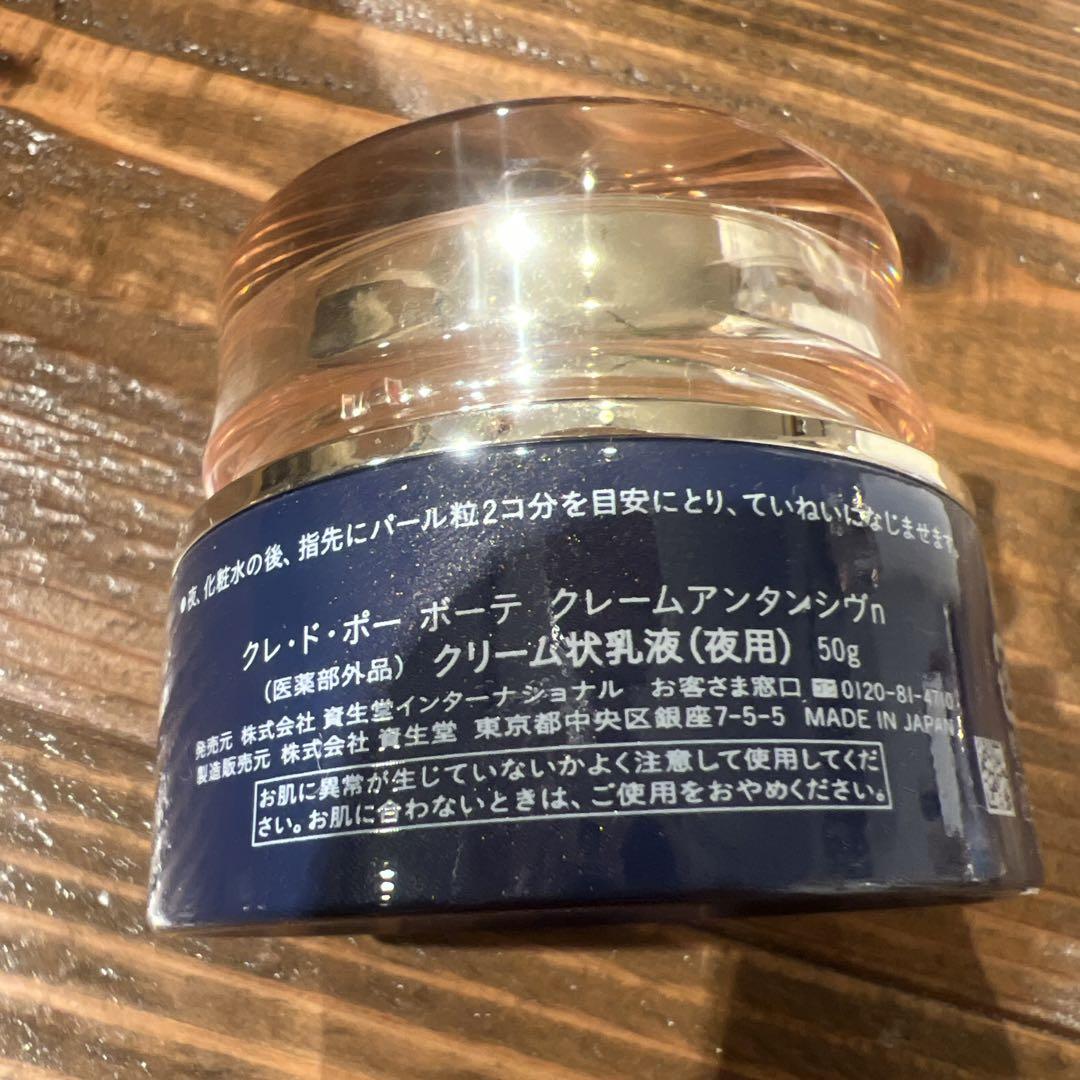 ●夜、化粧水の後、指先にパール粒2コ分を目安にとり、ていねいになじませます。
クレ・ド・ポー ボーテ クレームアンタンシヴn
(医薬部外品) クリーム状乳液(夜用) 50g
発売元 株式会社 資生堂インターナショナル お客さま窓口 0120-81-4710
製造販売元 株式会社 資生堂 東京都中央区銀座7-5-5 MADE IN JAPAN
お肌に異常が生じていないかよく注意して使用してくだ
さい。お肌に合わないときは、ご使用をおやめください。